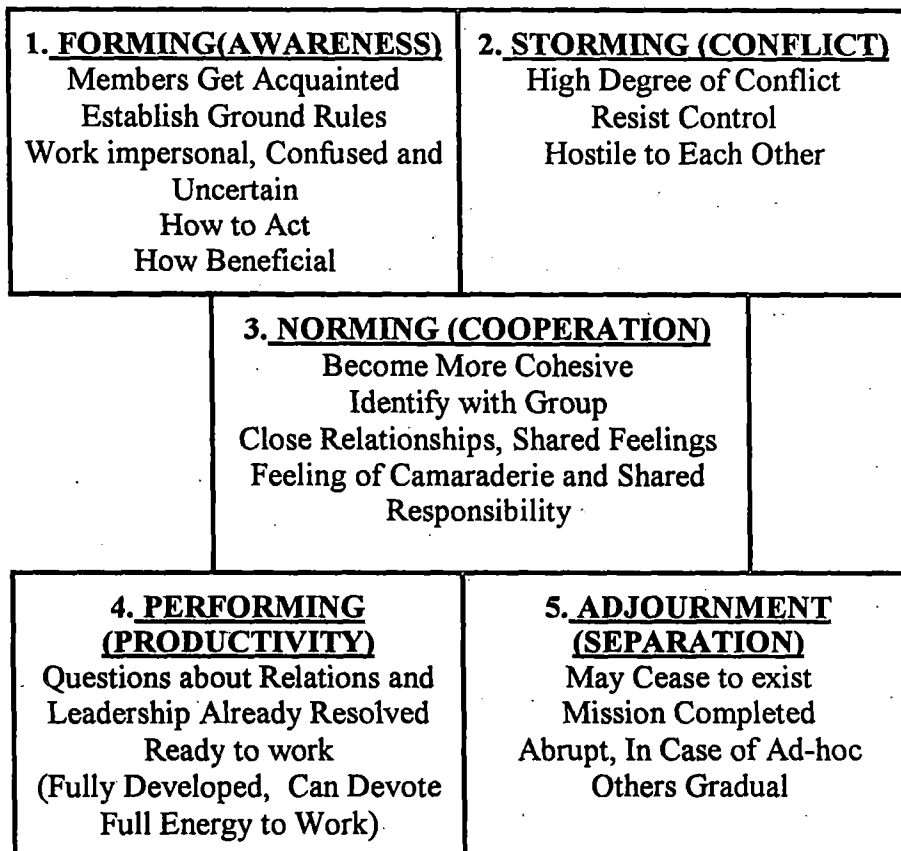 1. FORMING(AWARENESS)
Members Get Acquainted
Establish Ground Rules
Work impersonal, Confused and
Uncertain
How to Act
How Beneficial
2. STORMING (CONFLICT)
High Degree of Conflict
Resist Control
Hostile to Each Other
3. NORMING (COOPERATION)
Become More Cohesive
Identify with Group
Close Relationships, Shared Feelings
Feeling of Camaraderie and Shared
Responsibility
4. PERFORMING
(PRODUCTIVITY)
Questions about Relations and
Leadership Already Resolved
Ready to work
(Fully Developed, Can Devote
Full Energy to Work)
5. ADJOURNMENT
(SEPARATION)
May Cease to exist
Mission Completed
Abrupt, In Case of Ad-hoc
Others Gradual